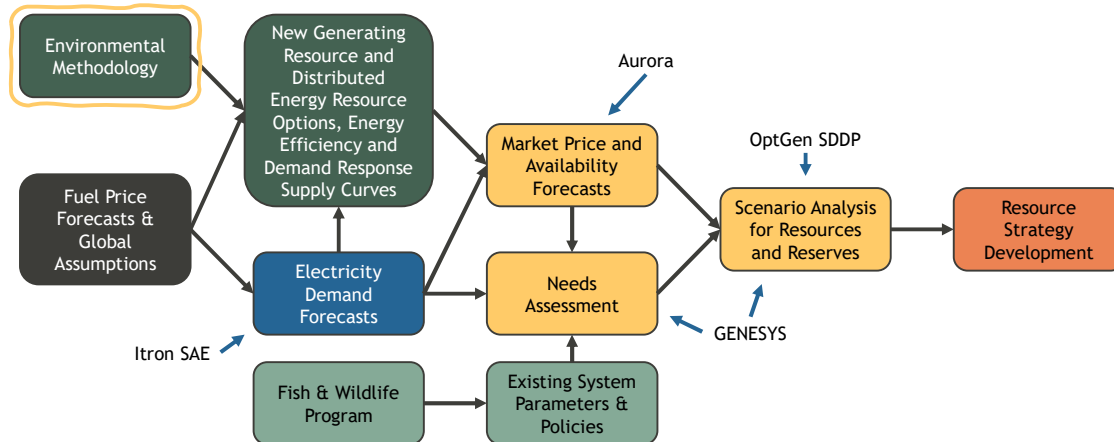 Environmental
Methodology
New Generating
Resource and
Distributed
Energy Resource
Options, Energy
Efficiency and
Demand Response
Supply Curves
Aurora
Market Price and
Availability
Forecasts
OptGen SDDP
Fuel Price
Forecasts &
Global
Assumptions
Scenario Analysis
for Resources
and Reserves
Resource
Strategy
Development
Electricity
Demand
Forecasts
Needs
Assessment
GENESYS
Itron SAE
Fish & Wildlife
Program
Existing System
Parameters &
Policies